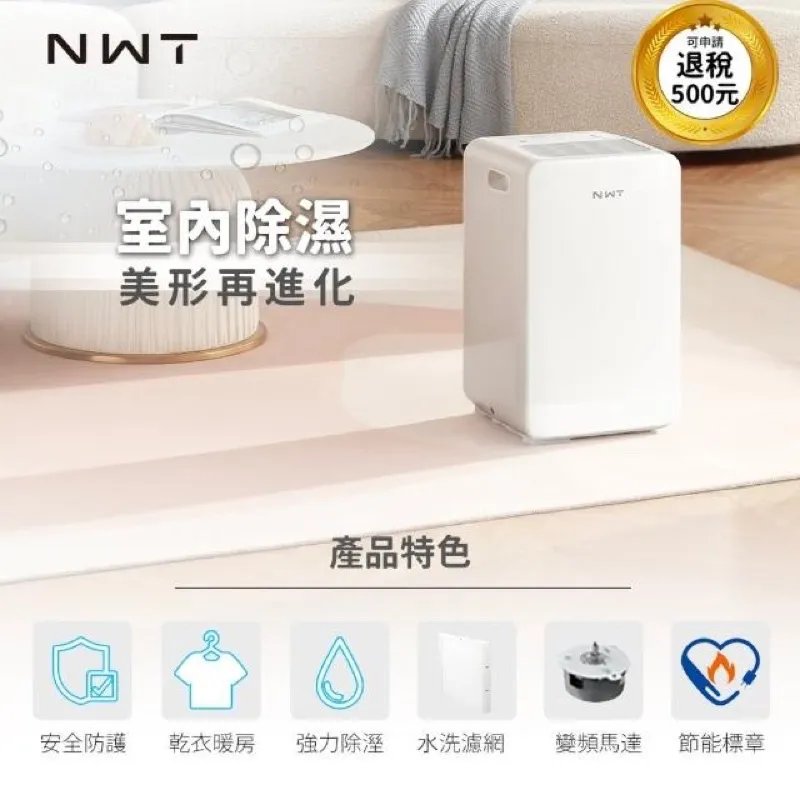 NWT
可申請
退稅
500元
NWT
室內除濕
美形再進化
產品特色
安全防護
乾衣暖房
強力除溼
水洗濾網
變頻馬達
節能標章